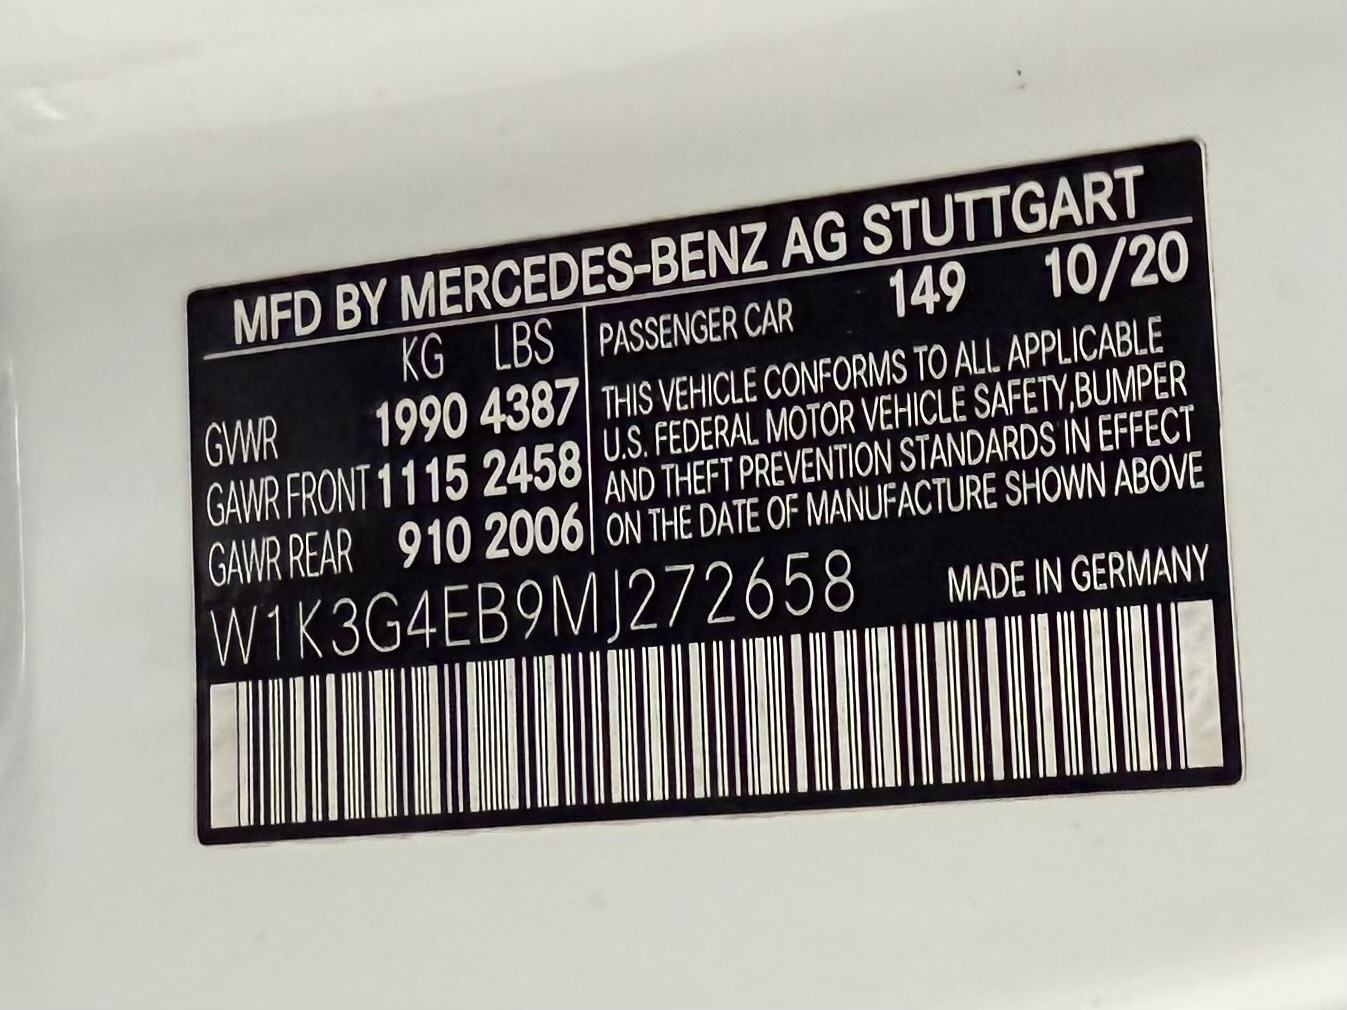 MFD BY MERCEDES-BENZ AG STUTTGART
KG LBS
GVWR 1990 4387
GAWR FRONT 1115 2458
GAWR REAR 910 2006
PASSENGER CAR 149 10/20
THIS VEHICLE CONFORMS TO ALL APPLICABLE
U.S. FEDERAL MOTOR VEHICLE SAFETY,BUMPER
AND THEFT PREVENTION STANDARDS IN EFFECT
ON THE DATE OF MANUFACTURE SHOWN ABOVE
W1K3G4EB9MJ272658
MADE IN GERMANY